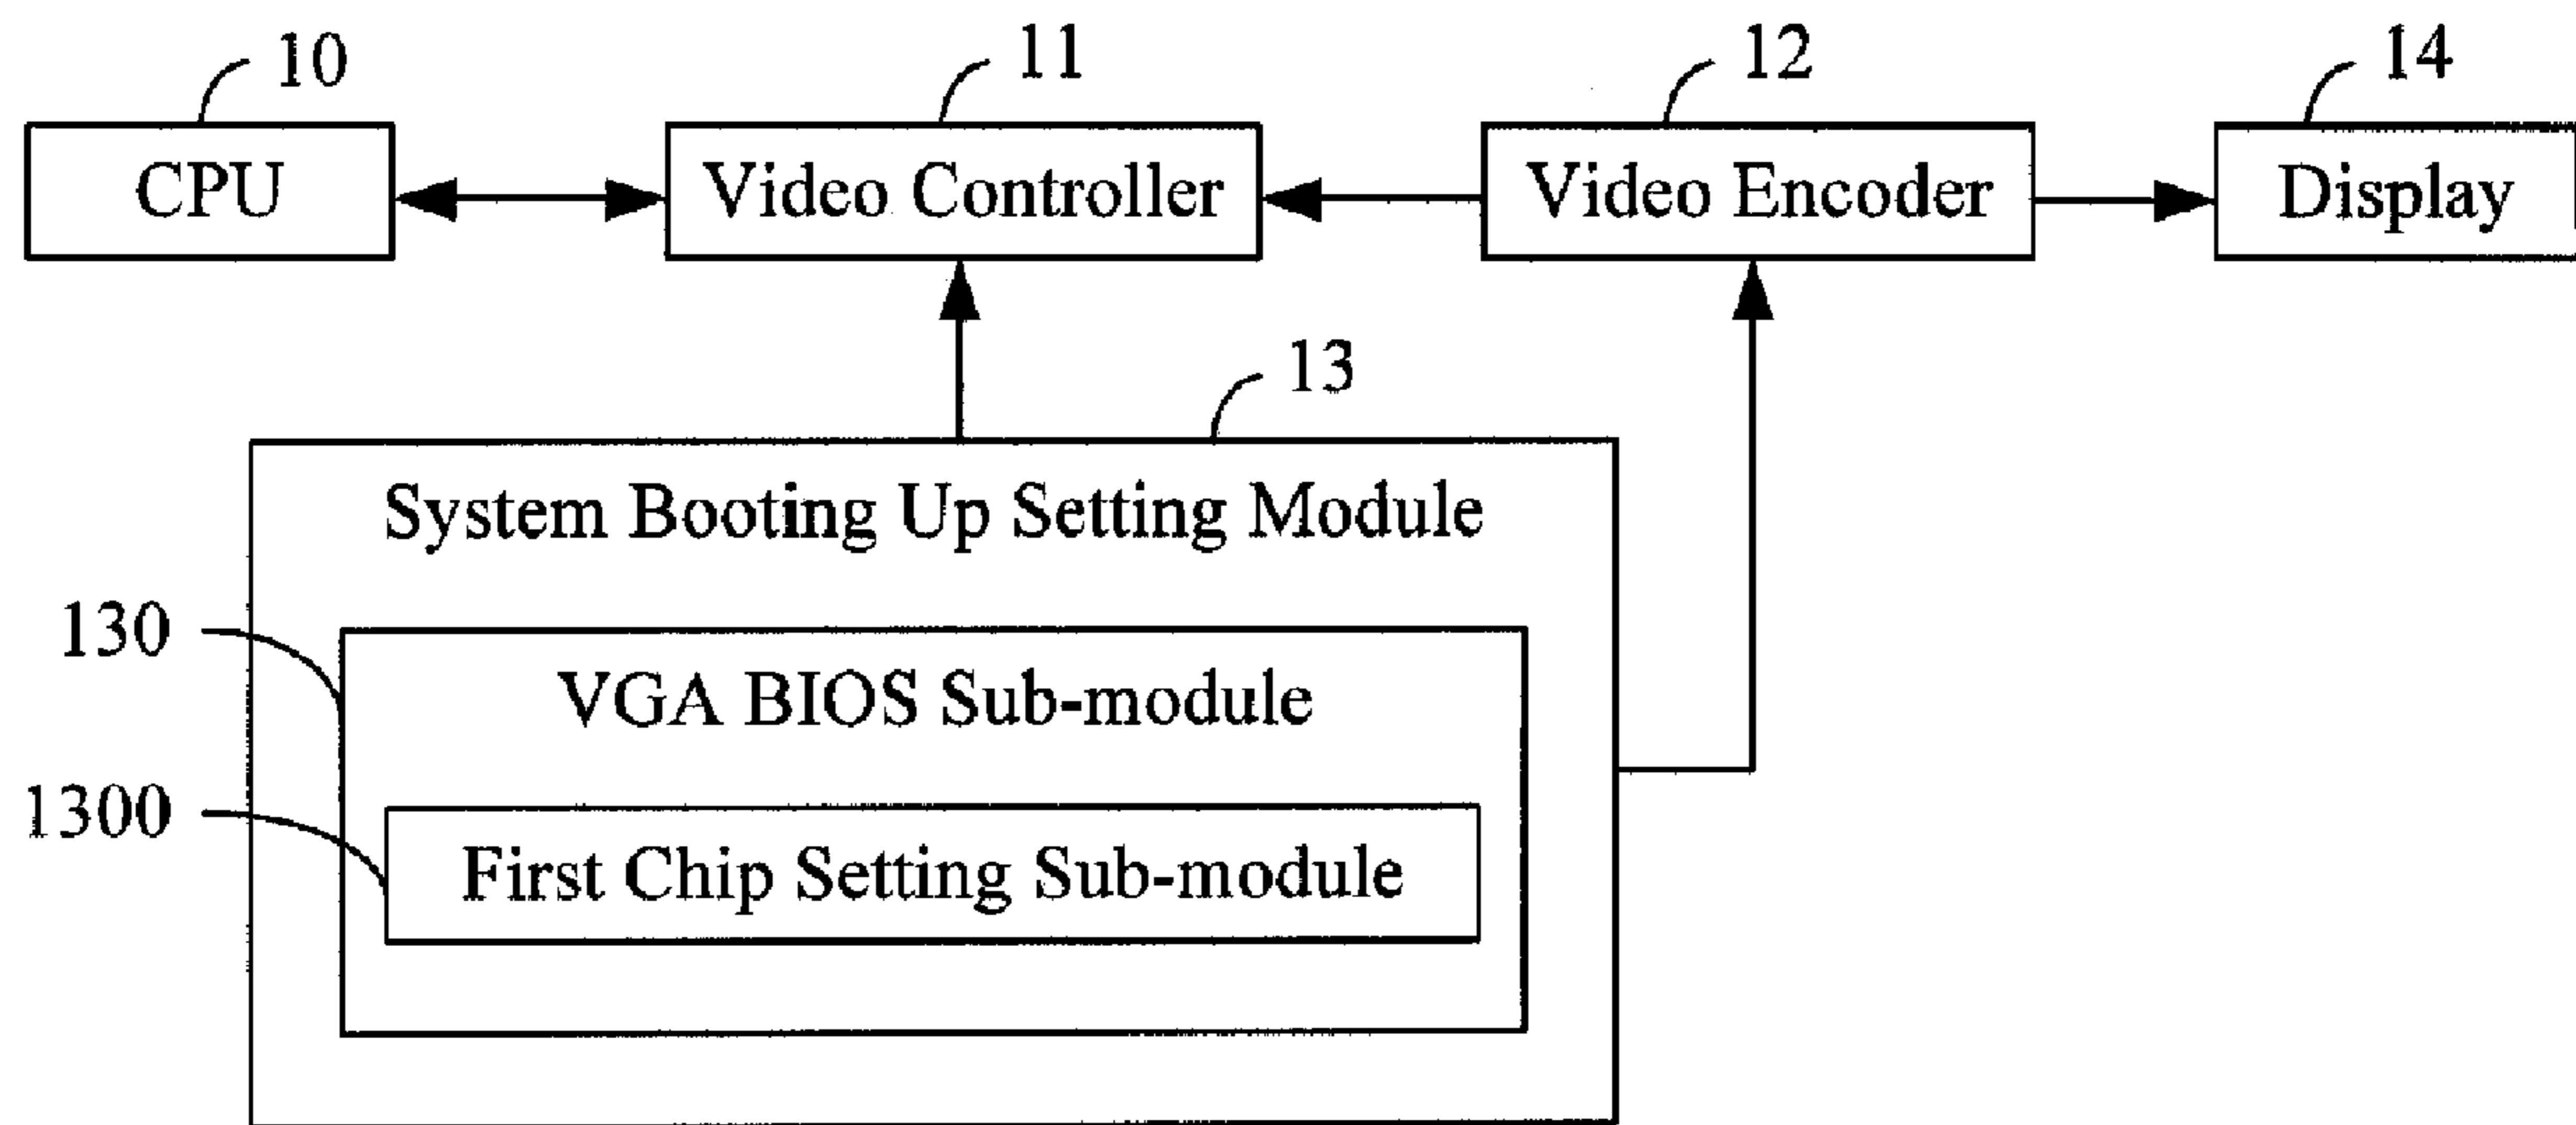 10
11
12
14
CPU
Video Controller
Video Encoder
Display
13
System Booting Up Setting Module
130
VGA BIOS Sub-module
1300
First Chip Setting Sub-module